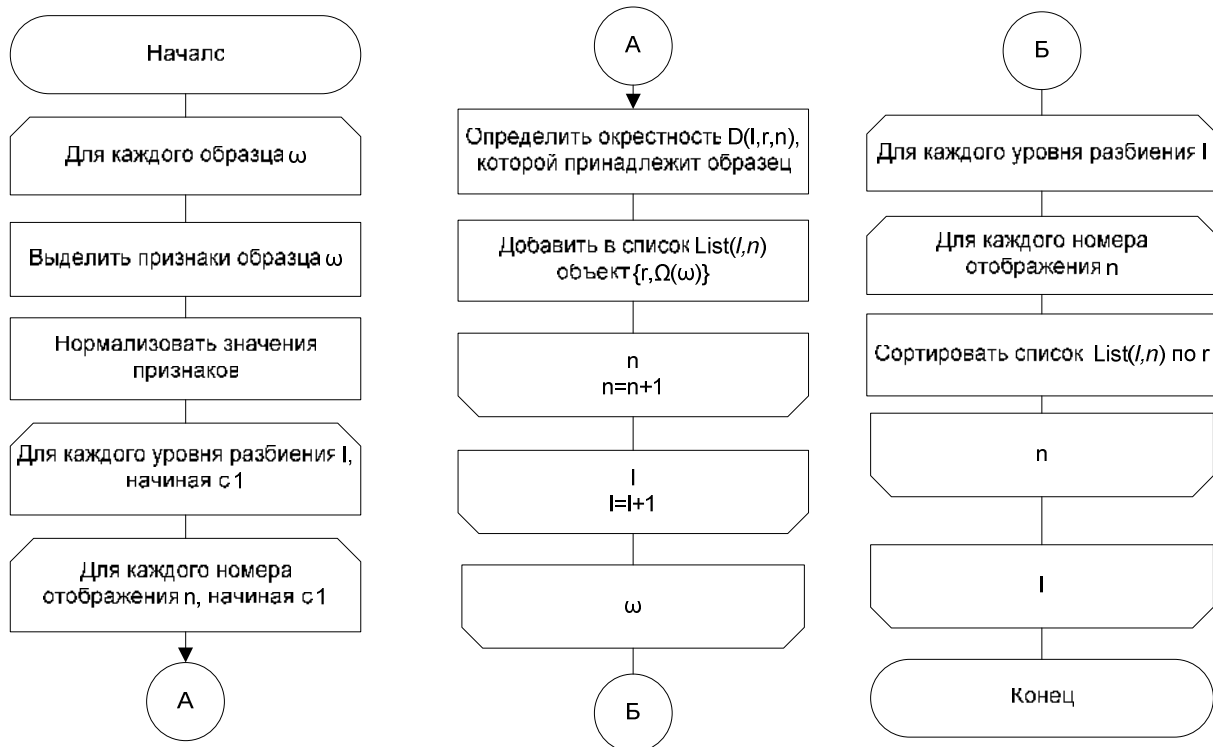 Начало
Для каждого образца ω
Выделить признаки образца ω
Нормализовать значения
признаков
Для каждого уровня разбиения l,
начиная с 1
Для каждого номера
отображения n, начиная с 1
А
А
Определить окрестность D(l,r,n),
которой принадлежит образец
Добавить в список List(l,n)
объект {r,Ω(ω)}
n
n=n+1
l
l=l+1
ω
Б
Б
Для каждого уровня разбиения l
Для каждого номера
отображения n
Сортировать список List(l,n) по r
n
l
Конец